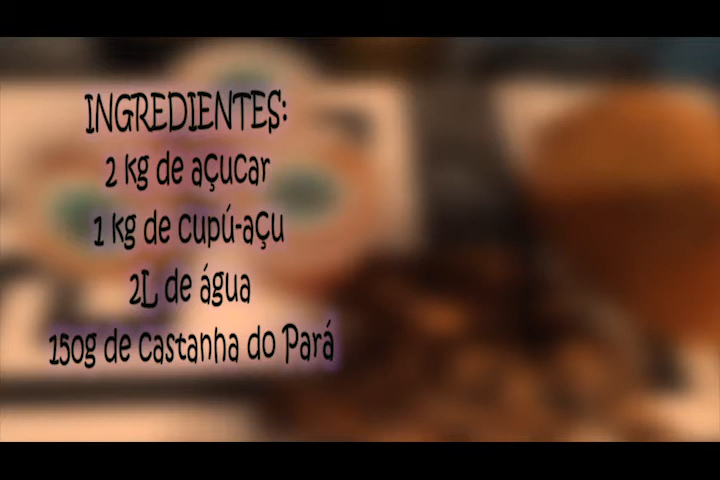 INGREDIENTES:
2 kg de açucar
1 kg de cupú-açu
2L de água
150g de castanha do Pará